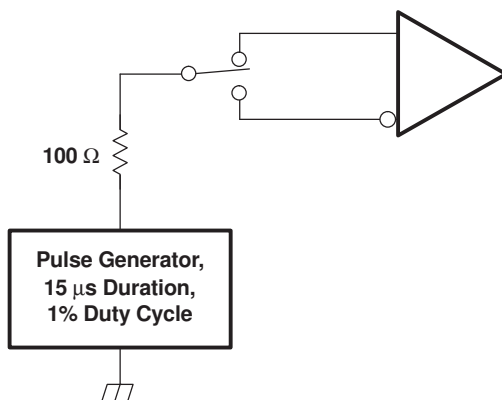 100 Ω
Pulse Generator,
15 μs Duration,
1% Duty Cycle